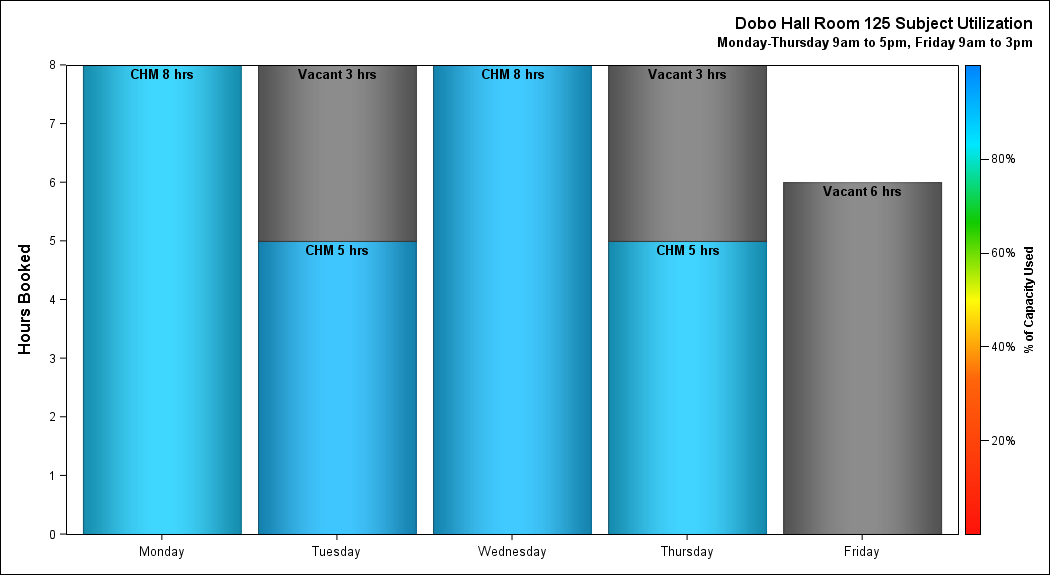 Dobo Hall Room 125 Subject Utilization
Monday-Thursday 9am to 5pm, Friday 9am to 3pm
Hours Booked
8
7
6
5
4
3
2
1
0
CHM 8 hrs
Vacant 3 hrs
CHM 5 hrs
CHM 8 hrs
Vacant 3 hrs
CHM 5 hrs
Vacant 6 hrs
Monday
Tuesday
Wednesday
Thursday
Friday
80%
60%
40%
20%
% of Capacity Used